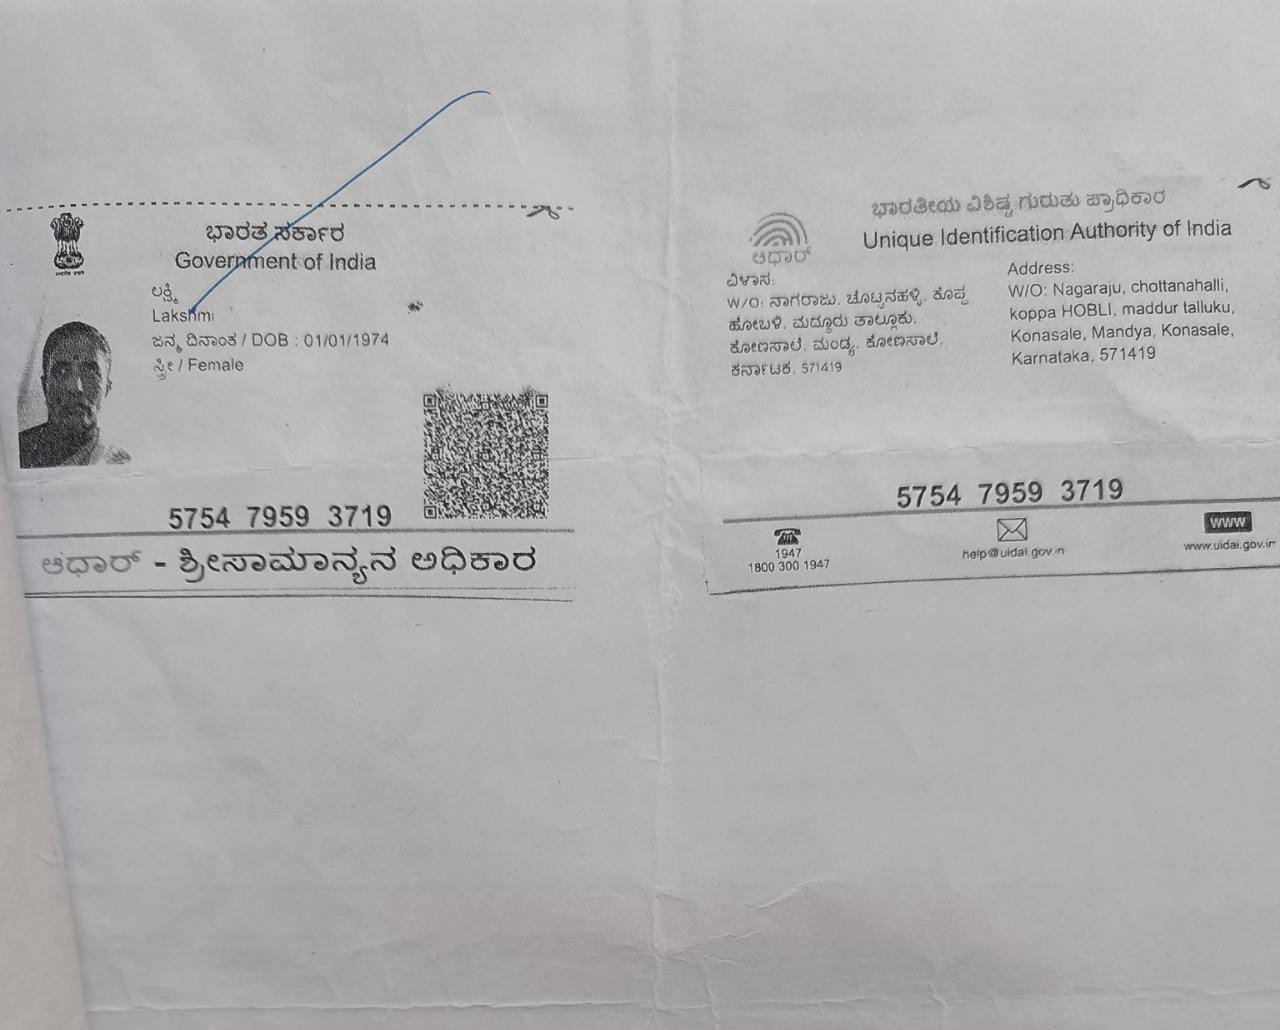 ಭಾರತ ಸರ್ಕಾರ
Government of India
ಲಕ್ಷ್ಮಿ
Lakshmi
ಜನ್ಮ ದಿನಾಂಕ / DOB : 01/01/1974
ಸ್ತ್ರೀ / Female
5754 7959 3719
ಆಧಾರ್ - ಶ್ರೀಸಾಮಾನ್ಯನ ಅಧಿಕಾರ
ಭಾರತೀಯ ವಿಶಿಷ್ಟ ಗುರುತು ಪ್ರಾಧಿಕಾರ
Unique Identification Authority of India
ಆಧಾರ್
ವಿಳಾಸ:
W/O: ನಾಗರಾಜು, ಚೊಟ್ಟನಹಳ್ಳಿ, ಕೊಪ್ಪ
ಹೋಬಳಿ, ಮದ್ದೂರು ತಾಲ್ಲೂಕು,
ಕೋಣಸಾಲೆ, ಮಂಡ್ಯ, ಕೋಣಸಾಲೆ,
ಕರ್ನಾಟಕ, 571419
Address:
W/O: Nagaraju, chottanahalli,
koppa HOBLI, maddur talluku,
Konasale, Mandya, Konasale,
Karnataka, 571419
5754 7959 3719
1947
1800 300 1947
help@uidai.gov.in
www
www.uidai.gov.in